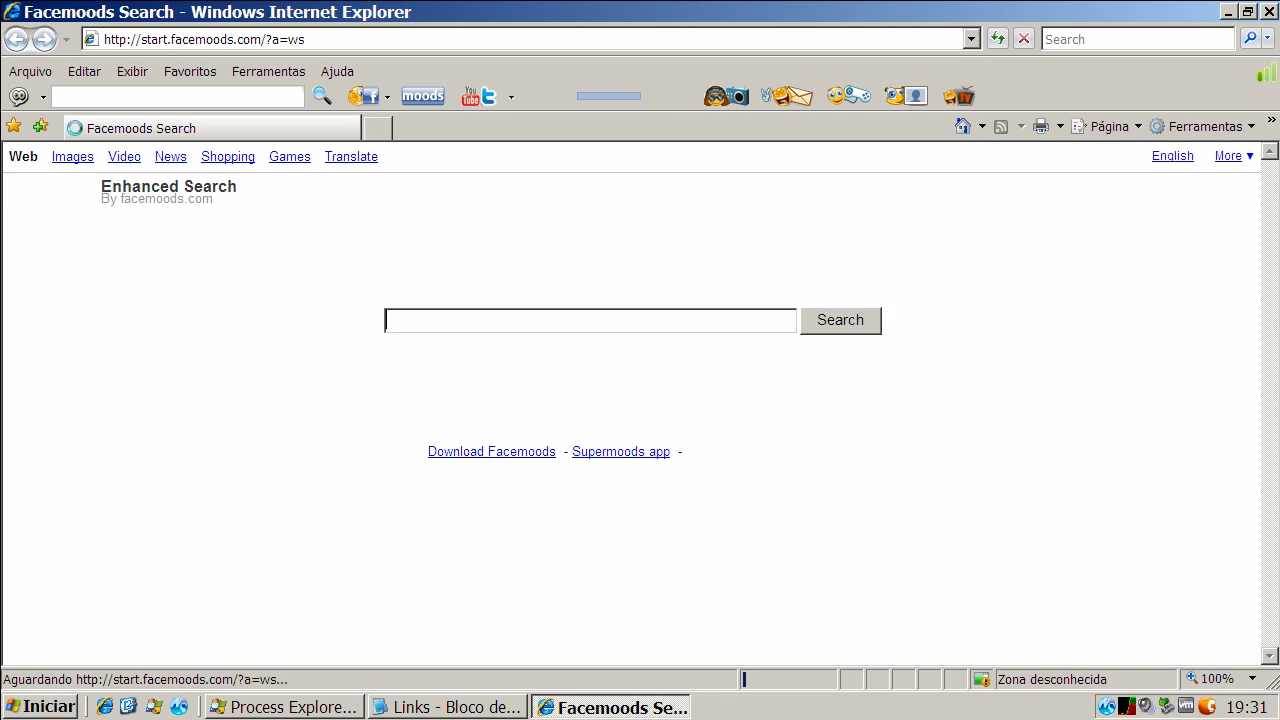 Facemoods Search - Windows Internet Explorer
http://start.facemoods.com/?a=ws
Search
Arquivo Editar Exibir Favoritos Ferramentas Ajuda
moods You Tube
Facemoods Search
Página Ferramentas »
Web Images Video News Shopping Games Translate English More ▼
Enhanced Search
By facemoods.com
Search
Download Facemoods - Supermoods app -
Aguardando http://start.facemoods.com/?a=ws... Zona desconhecida 100%
Iniciar Process Explore... Links - Bloco de... Facemoods Se... 19:31